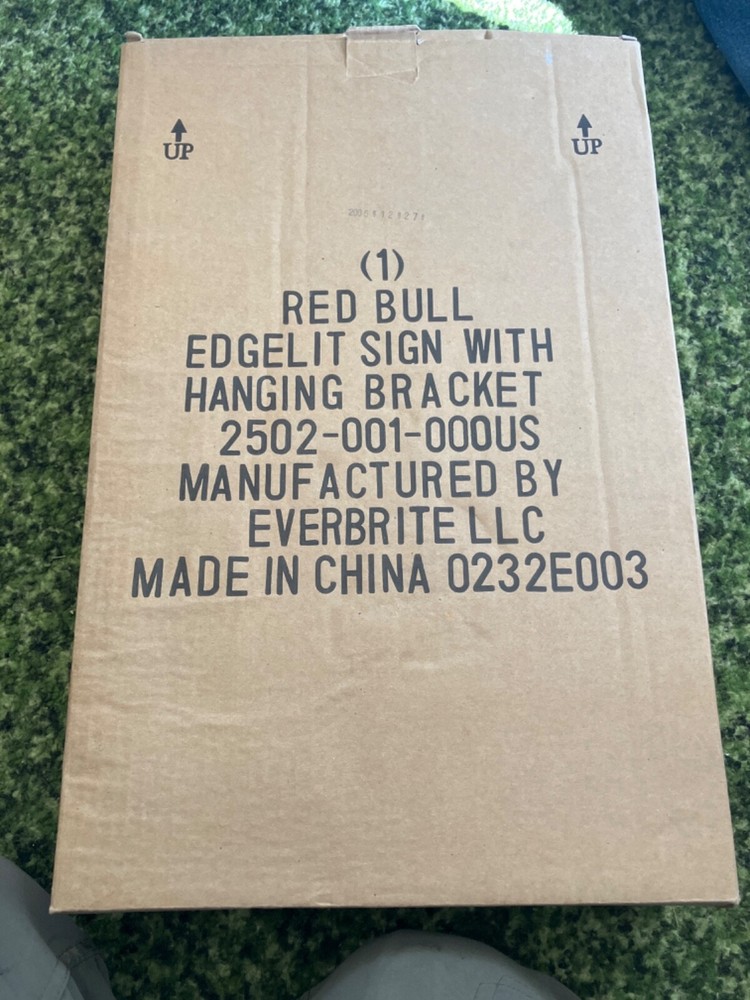 UP UP
(1)
RED BULL
EDGELIT SIGN WITH
HANGING BRACKET
2502-001-000US
MANUFACTURED BY
EVERBRITE LLC
MADE IN CHINA 0232E003